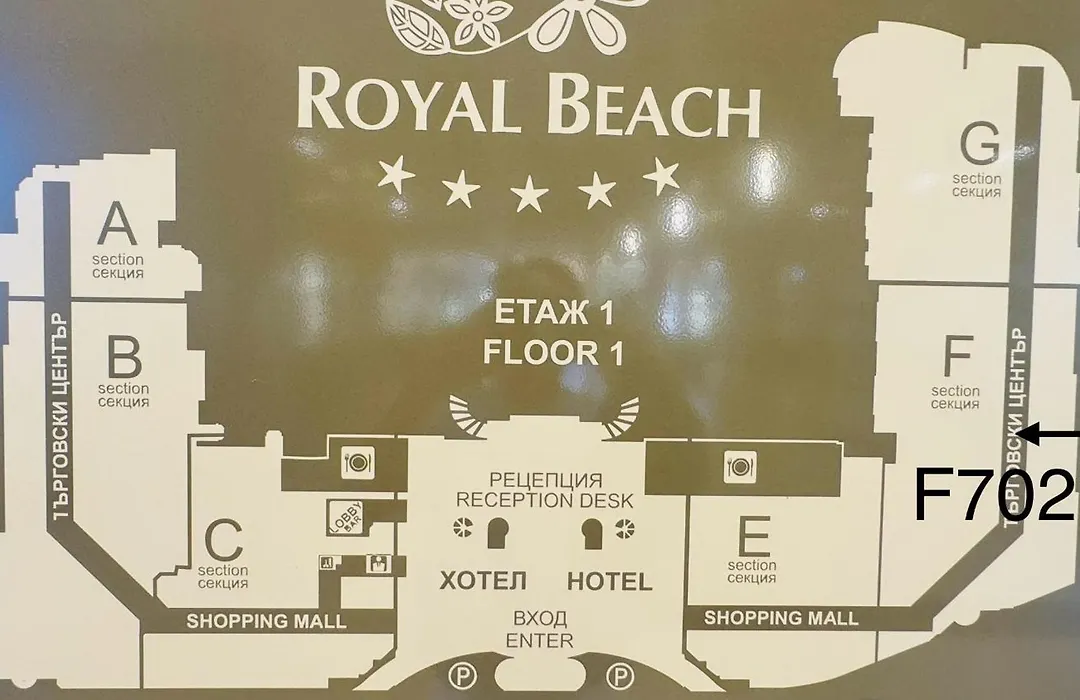 ROYAL BEACH
A
section
секция
B
section
секция
ТЪРГОВСКИ ЦЕНТЪР
C
section
секция
LOBBY
BAR
SHOPPING MALL
ЕТАЖ 1
FLOOR 1
РЕЦЕПЦИЯ
RECEPTION DESK
ХОТЕЛ HOTEL
ВХОД
ENTER
P P
E
section
секция
SHOPPING MALL
G
section
секция
F
section
секция
ТЪРГОВСКИ ЦЕНТЪР
F702